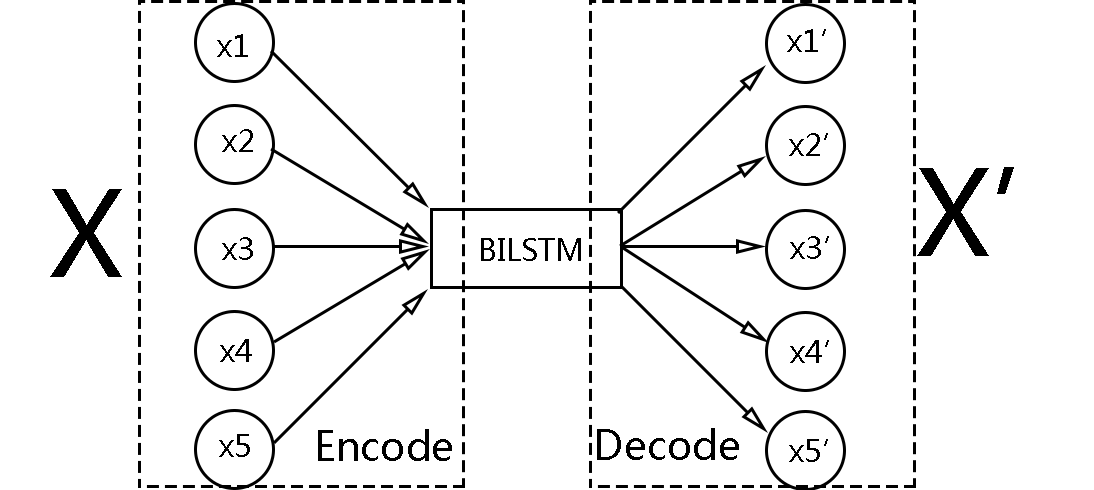 X
x1
x2
x3
x4
x5
Encode
BILSTM
Decode
x1′
x2′
x3′
x4′
x5′
X′